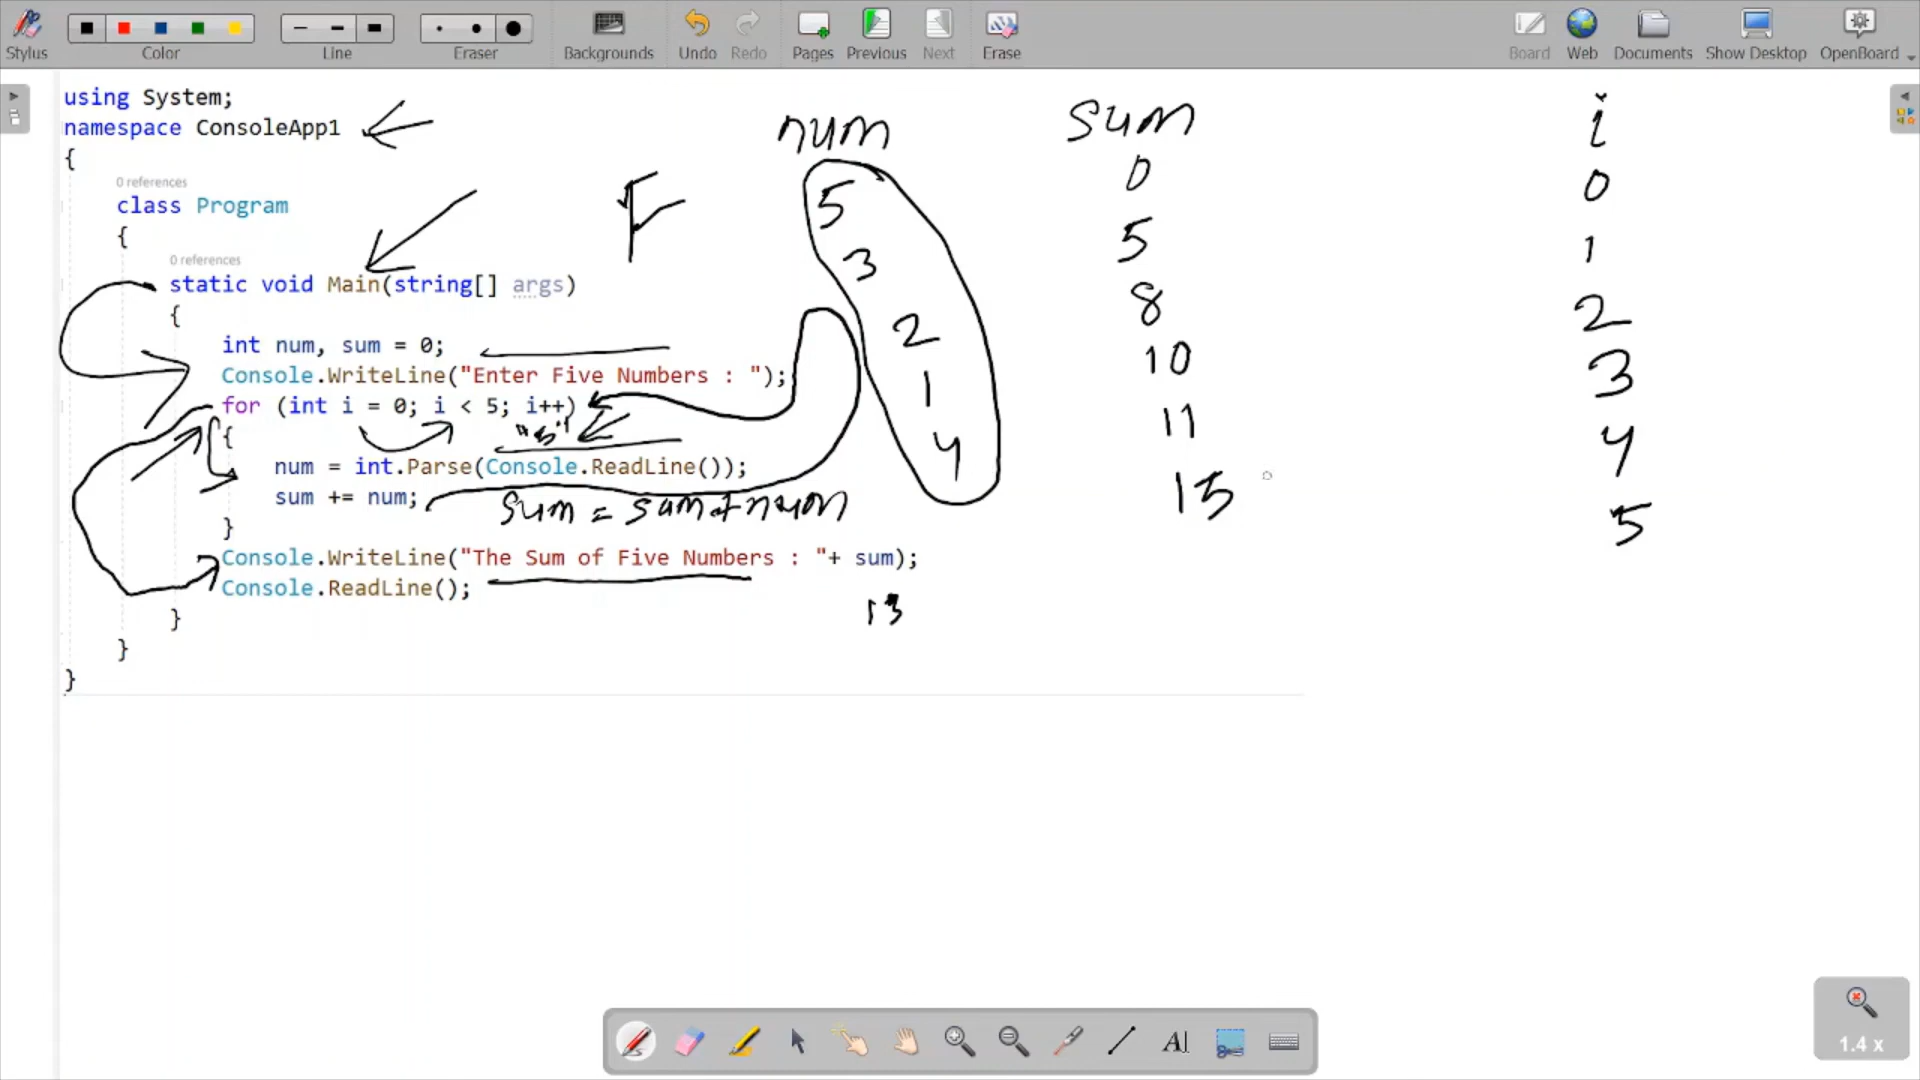 Stylus Color Line Eraser Backgrounds Undo Redo Pages Previous Next Erase Board Web Documents Show Desktop OpenBoard
using System;
namespace ConsoleApp1
{
0 references
class Program
{
0 references
static void Main(string[] args)
{
int num, sum = 0;
Console.WriteLine("Enter Five Numbers : ");
for (int i = 0; i < 5; i++)
{
"5"
num = int.Parse(Console.ReadLine());
sum += num;
sum = sum+num
}
Console.WriteLine("The Sum of Five Numbers : "+ sum);
Console.ReadLine();
}
}
}
F
num
5
3
2
1
4
sum
0
5
8
10
11
15
i
0
1
2
3
4
5
1.4 x